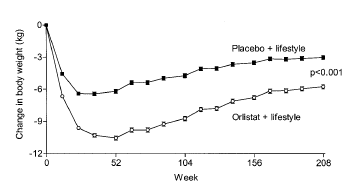 Change in body weight (kg)
0
-3
-6
-9
-12
Placebo + lifestyle
p<0.001
Orlistat + lifestyle
0
52
104
156
208
Week